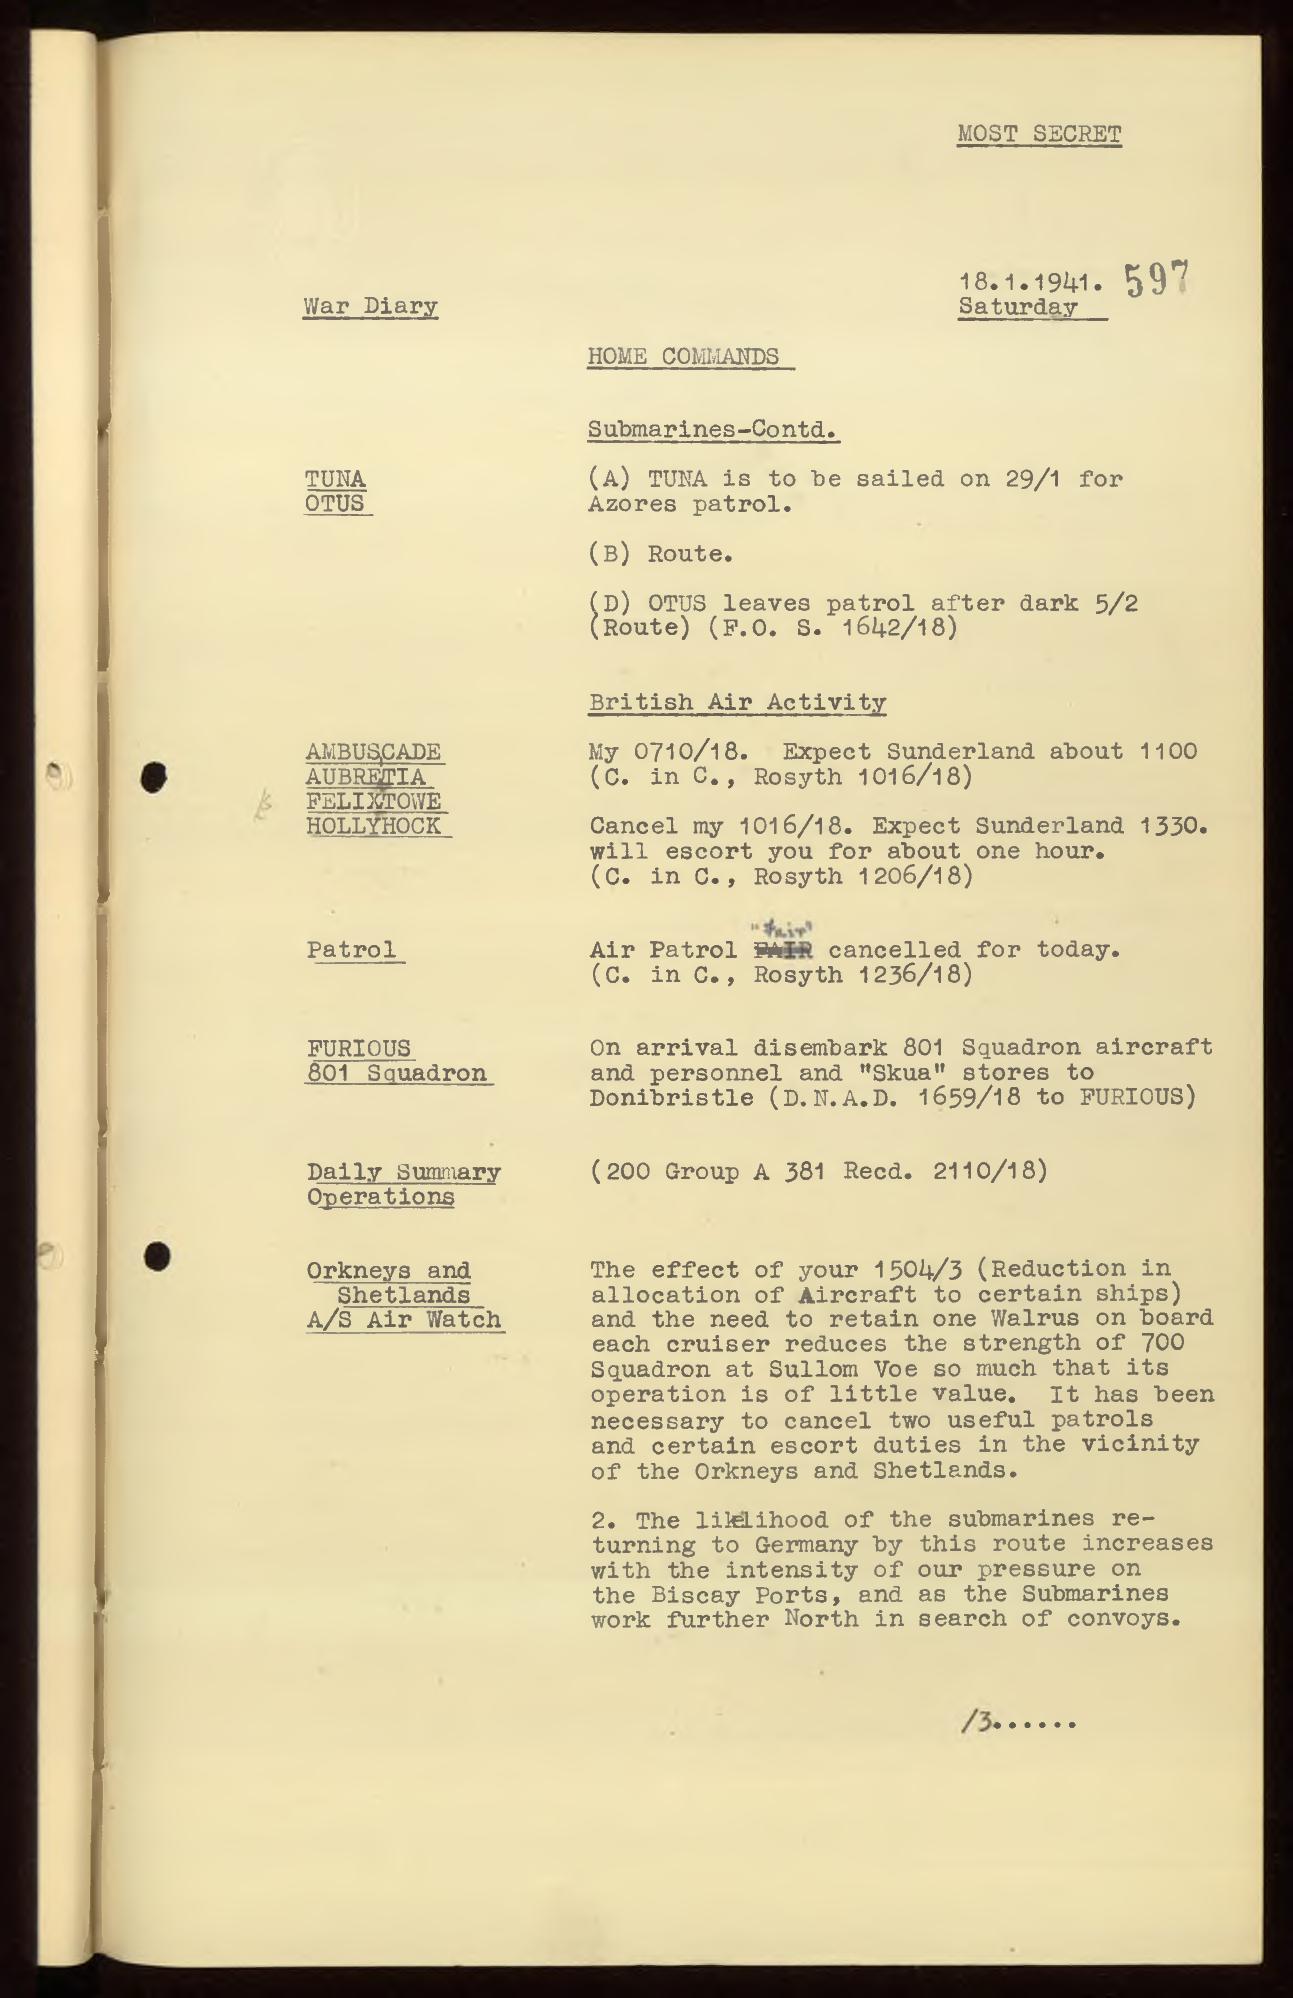 MOST SECRET
18.1.1941. 597
War Diary
Saturday
HOME COMMANDS
Submarines-Contd.
TUNA
OTUS
(A) TUNA is to be sailed on 29/1 for
Azores patrol.
(B) Route.
(D) OTUS leaves patrol after dark 5/2
(Route) (F.O. S. 1642/18)
British Air Activity
AMBUSCADE
AUBRETIA
FELIXTOWE
HOLLYHOCK
My 0710/18. Expect Sunderland about 1100
(C. in C., Rosyth 1016/18)
Cancel my 1016/18. Expect Sunderland 1330.
will escort you for about one hour.
(C. in C., Rosyth 1206/18)
"Fair"
Patrol
Air Patrol FAIR cancelled for today.
(C. in C., Rosyth 1236/18)
FURIOUS
801 Squadron
On arrival disembark 801 Squadron aircraft
and personnel and "Skua" stores to
Donibristle (D.N.A.D. 1659/18 to FURIOUS)
Daily Summary
Operations
(200 Group A 381 Recd. 2110/18)
Orkneys and
Shetlands
A/S Air Watch
The effect of your 1504/3 (Reduction in
allocation of Aircraft to certain ships)
and the need to retain one Walrus on board
each cruiser reduces the strength of 700
Squadron at Sullom Voe so much that its
operation is of little value. It has been
necessary to cancel two useful patrols
and certain escort duties in the vicinity
of the Orkneys and Shetlands.
2. The likelihood of the submarines re-
turning to Germany by this route increases
with the intensity of our pressure on
the Biscay Ports, and as the Submarines
work further North in search of convoys.
/3......